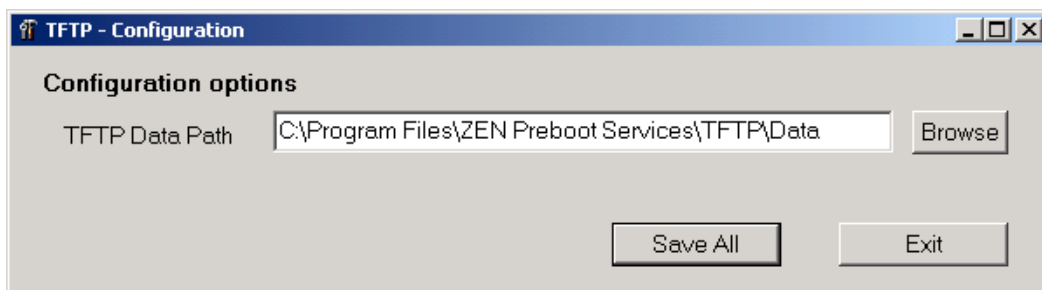 TFTP - Configuration
Configuration options
TFTP Data Path C:\Program Files\ZEN Preboot Services\TFTP\Data Browse
Save All Exit